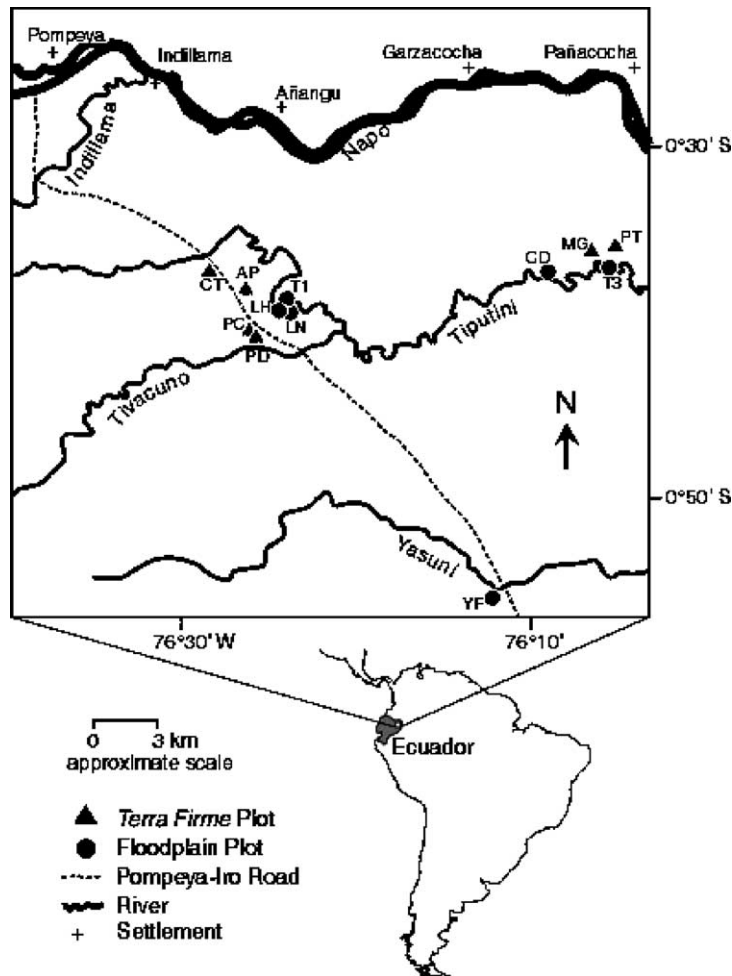 Pompeya
Indillama
Añangu
Garzacocha
Pañacocha
Indillama
Napo
0°30' S
CT
AP
T1
LH
LN
PC
PD
GD
MG
PT
T3
Tiputini
Tivacuno
N
0°50' S
Yasuní
YF
76°30' W
76°10'
Ecuador
0 3 km
approximate scale
Terra Firme Plot
Floodplain Plot
Pompeya-Iro Road
River
Settlement